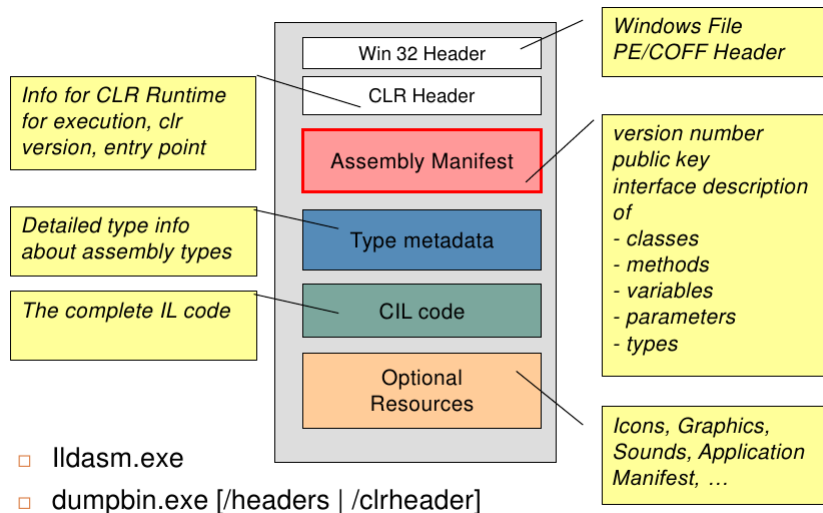 Win 32 Header
CLR Header
Assembly Manifest
Type metadata
CIL code
Optional
Resources
Windows File
PE/COFF Header
Info for CLR Runtime
for execution, clr
version, entry point
version number
public key
interface description
of
- classes
- methods
- variables
- parameters
- types
Detailed type info
about assembly types
The complete IL code
Icons, Graphics,
Sounds, Application
Manifest, …
Ildasm.exe
dumpbin.exe [/headers | /clrheader]